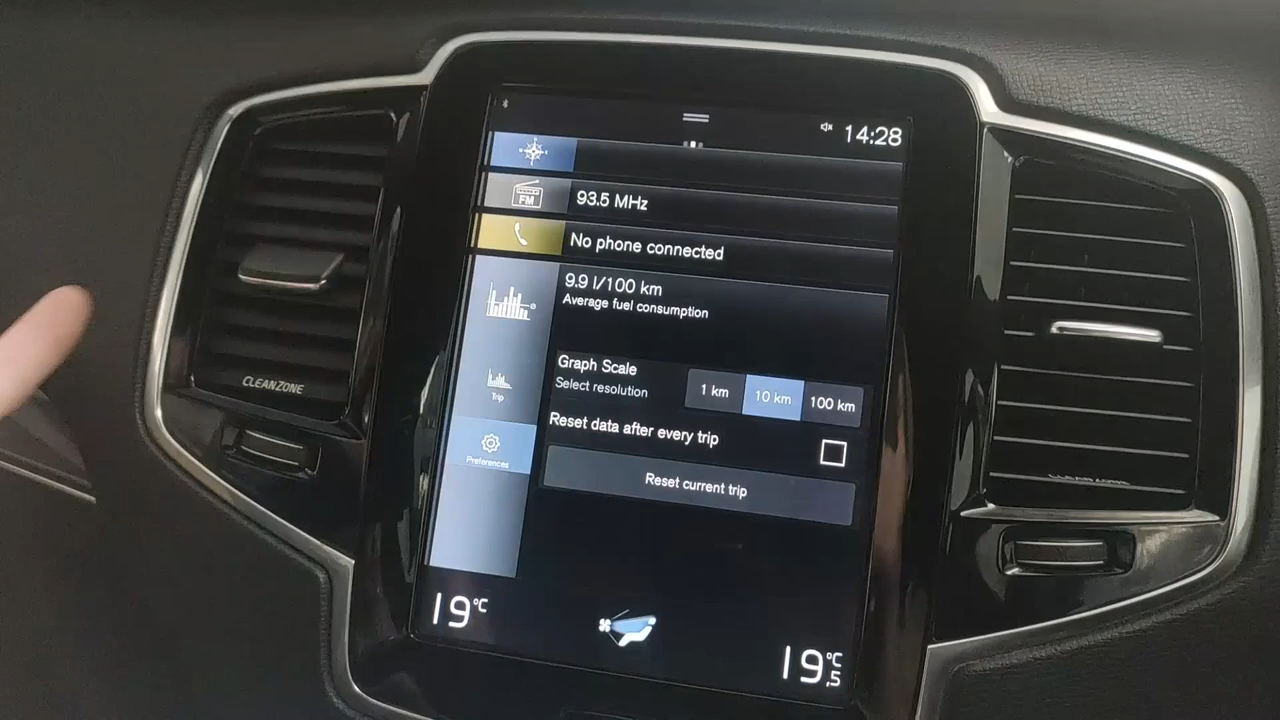 14:28
FM
93.5 MHz
No phone connected
9.9 l/100 km
Average fuel consumption
Graph Scale
Select resolution
1 km
10 km
100 km
Trip
Reset data after every trip
Preferences
Reset current trip
CLEANZONE
CLEANZONE
19°C
19°C,5